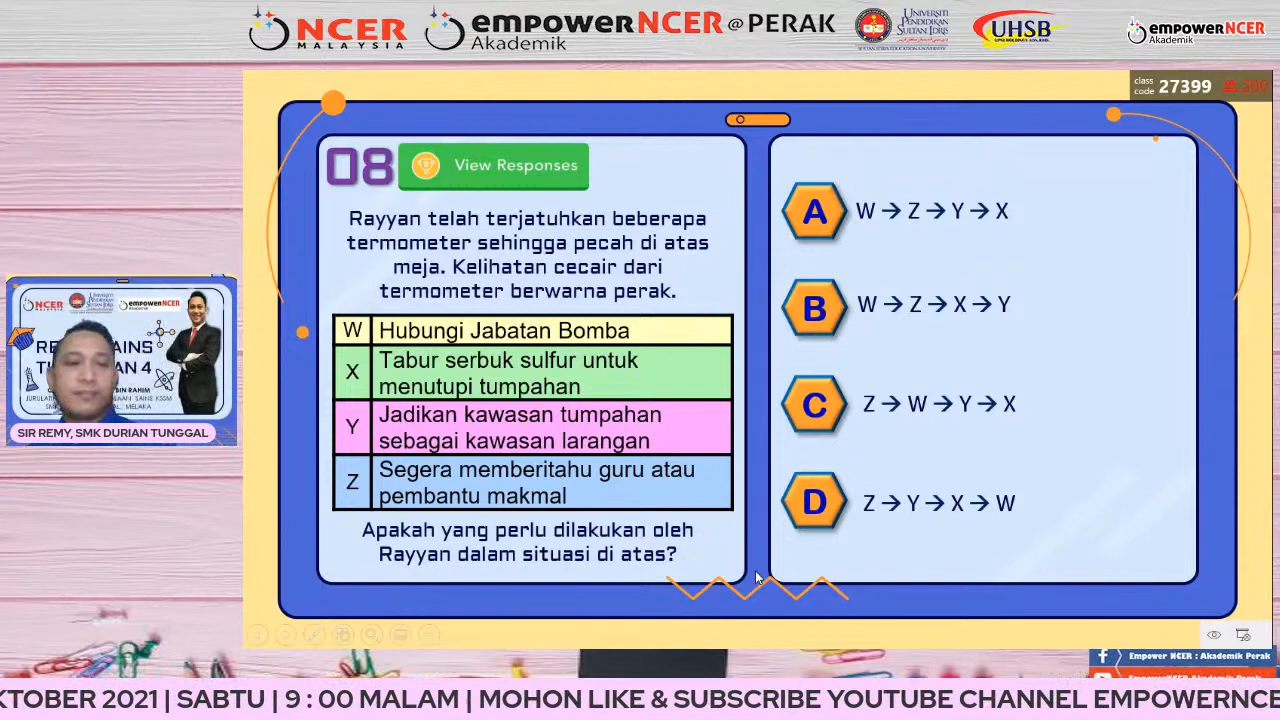 NCER
MALAYSIA
empowerNCER@PERAK
Akademik
UNIVERSITI
PENDIDIKAN
SULTAN IDRIS
UHSB
empowerNCER
Akademik
class code 27399
08
View Responses
Rayyan telah terjatuhkan beberapa
termometer sehingga pecah di atas
meja. Kelihatan cecair dari
termometer berwarna perak.
W Hubungi Jabatan Bomba
X Tabur serbuk sulfur untuk
menutupi tumpahan
Y Jadikan kawasan tumpahan
sebagai kawasan larangan
Z Segera memberitahu guru atau
pembantu makmal
Apakah yang perlu dilakukan oleh
Rayyan dalam situasi di atas?
A W → Z → Y → X
B W → Z → X → Y
C Z → W → Y → X
D Z → Y → X → W
NCER
empowerNCER
SIR REMY, SMK DURIAN TUNGGAL
Empower NCER : Akademik Perak
KTOBER 2021 | SABTU | 9 : 00 MALAM | MOHON LIKE & SUBSCRIBE YOUTUBE CHANNEL EMPOWERNCE